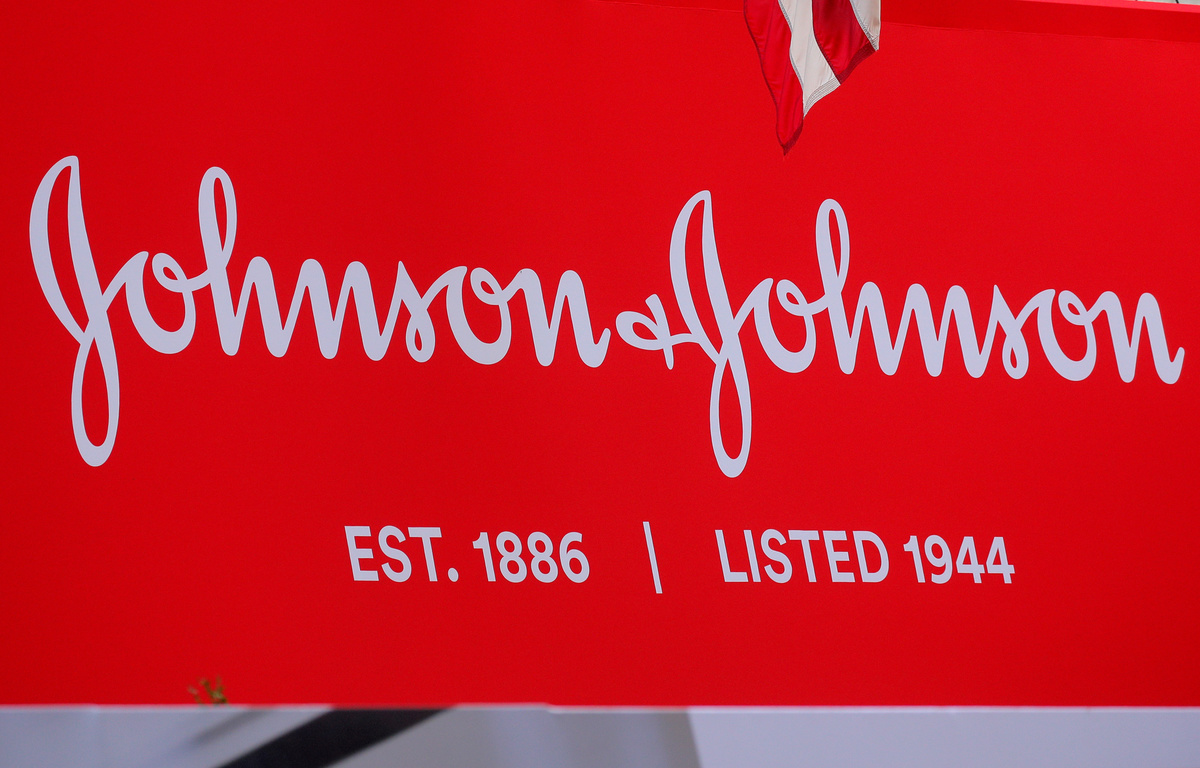 Johnson & Johnson
EST. 1886 | LISTED 1944